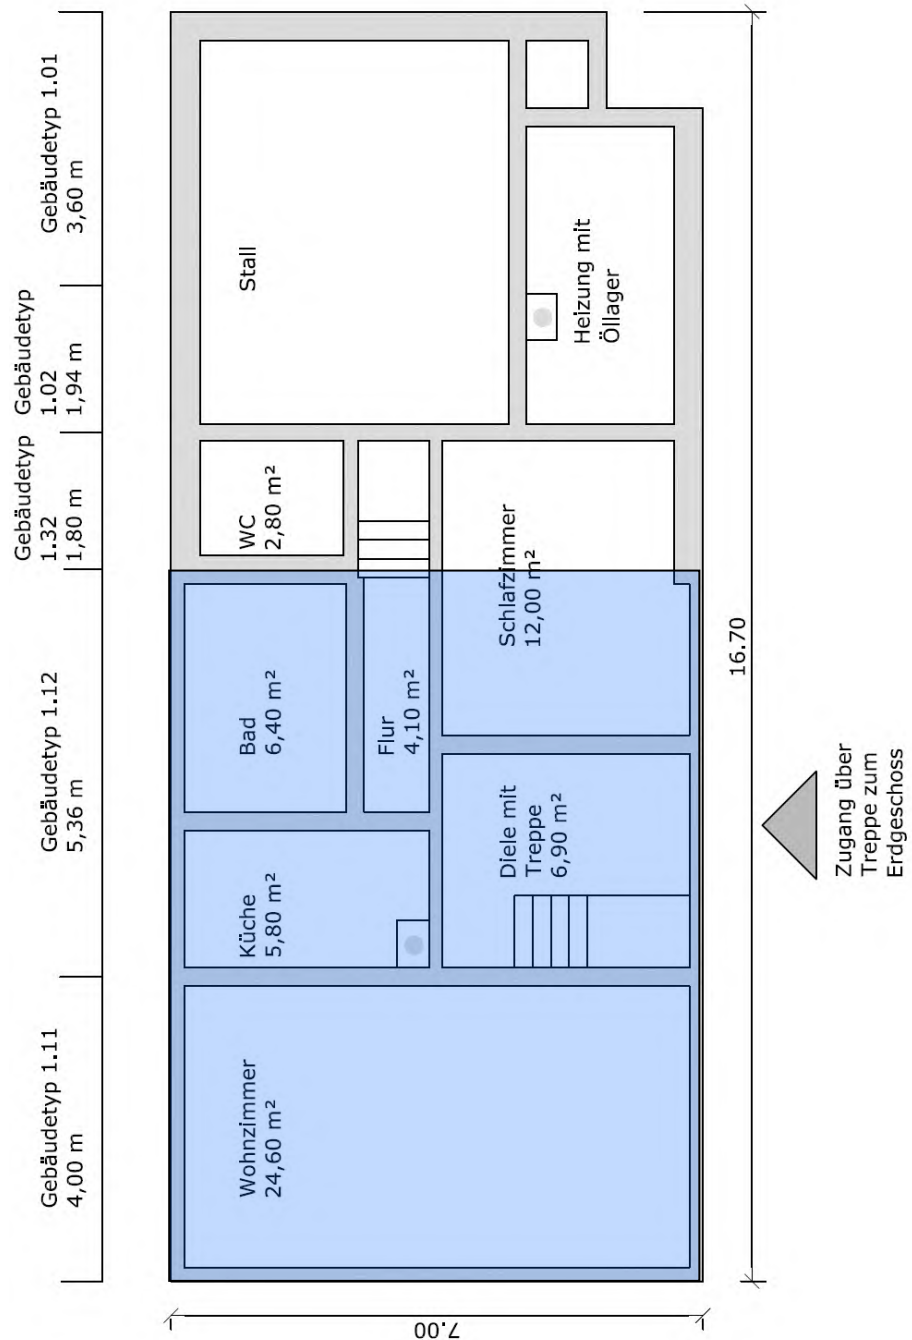 Gebäudetyp 1.11
4,00 m
Gebäudetyp 1.12
5,36 m
Gebäudetyp
1.32
1,80 m
Gebäudetyp
1.02
1,94 m
Gebäudetyp 1.01
3,60 m
Wohnzimmer
24,60 m²
Küche
5,80 m²
Bad
6,40 m²
WC
2,80 m²
Stall
Flur
4,10 m²
Diele mit
Treppe
6,90 m²
Schlafzimmer
12,00 m²
Heizung mit
Öllager
16.70
7.00
Zugang über
Treppe zum
Erdgeschoss